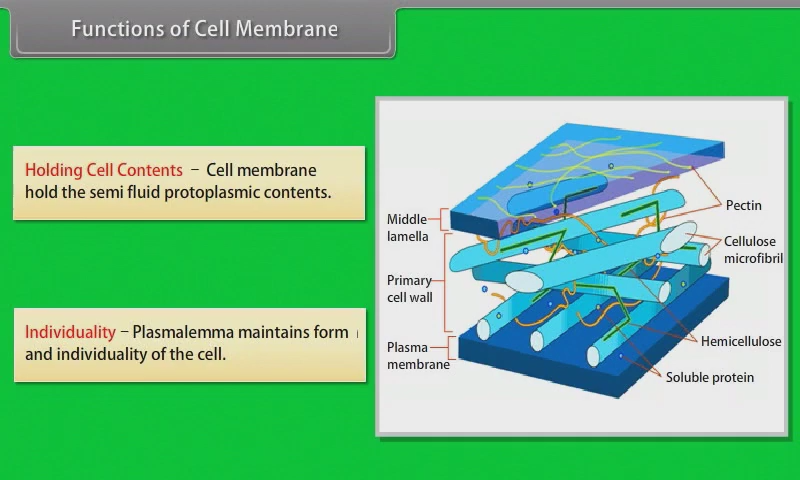 Functions of Cell Membrane
Holding Cell Contents – Cell membrane
hold the semi fluid protoplasmic contents.
Individuality – Plasmalemma maintains form
and individuality of the cell.
Middle
lamella
Primary
cell wall
Plasma
membrane
Pectin
Cellulose
microfibril
Hemicellulose
Soluble protein